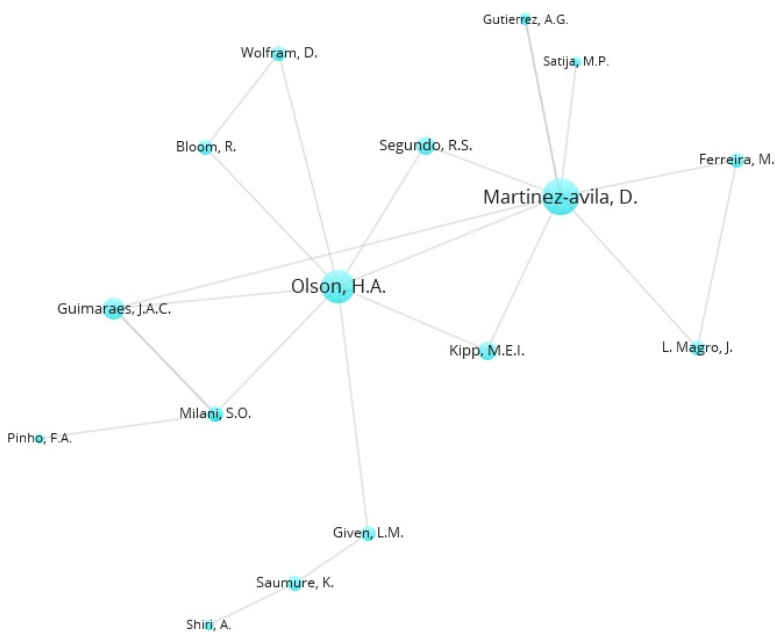 Gutierrez, A.G.
Wolfram, D.
Satija, M.P.
Bloom, R.
Segundo, R.S.
Ferreira, M.
Martinez-avila, D.
Olson, H.A.
Guimaraes, J.A.C.
Kipp, M.E.I.
L. Magro, J.
Milani, S.O.
Pinho, F.A.
Given, L.M.
Saumure, K.
Shiri, A.